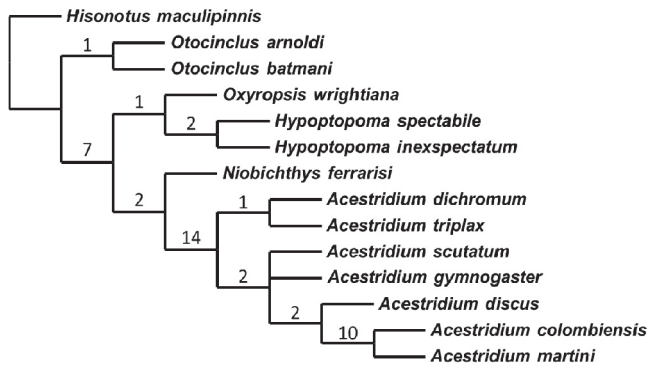 Hisonotus maculipinnis
1
Otocinclus arnoldi
Otocinclus batmani
Oxyropsis wrightiana
1
2
Hypoptopoma spectabile
Hypoptopoma inexspectatum
7
Niobichthys ferrarisi
2
1
Acestridium dichromum
Acestridium triplax
14
Acestridium scutatum
2
Acestridium gymnogaster
Acestridium discus
2
10
Acestridium colombiensis
Acestridium martini